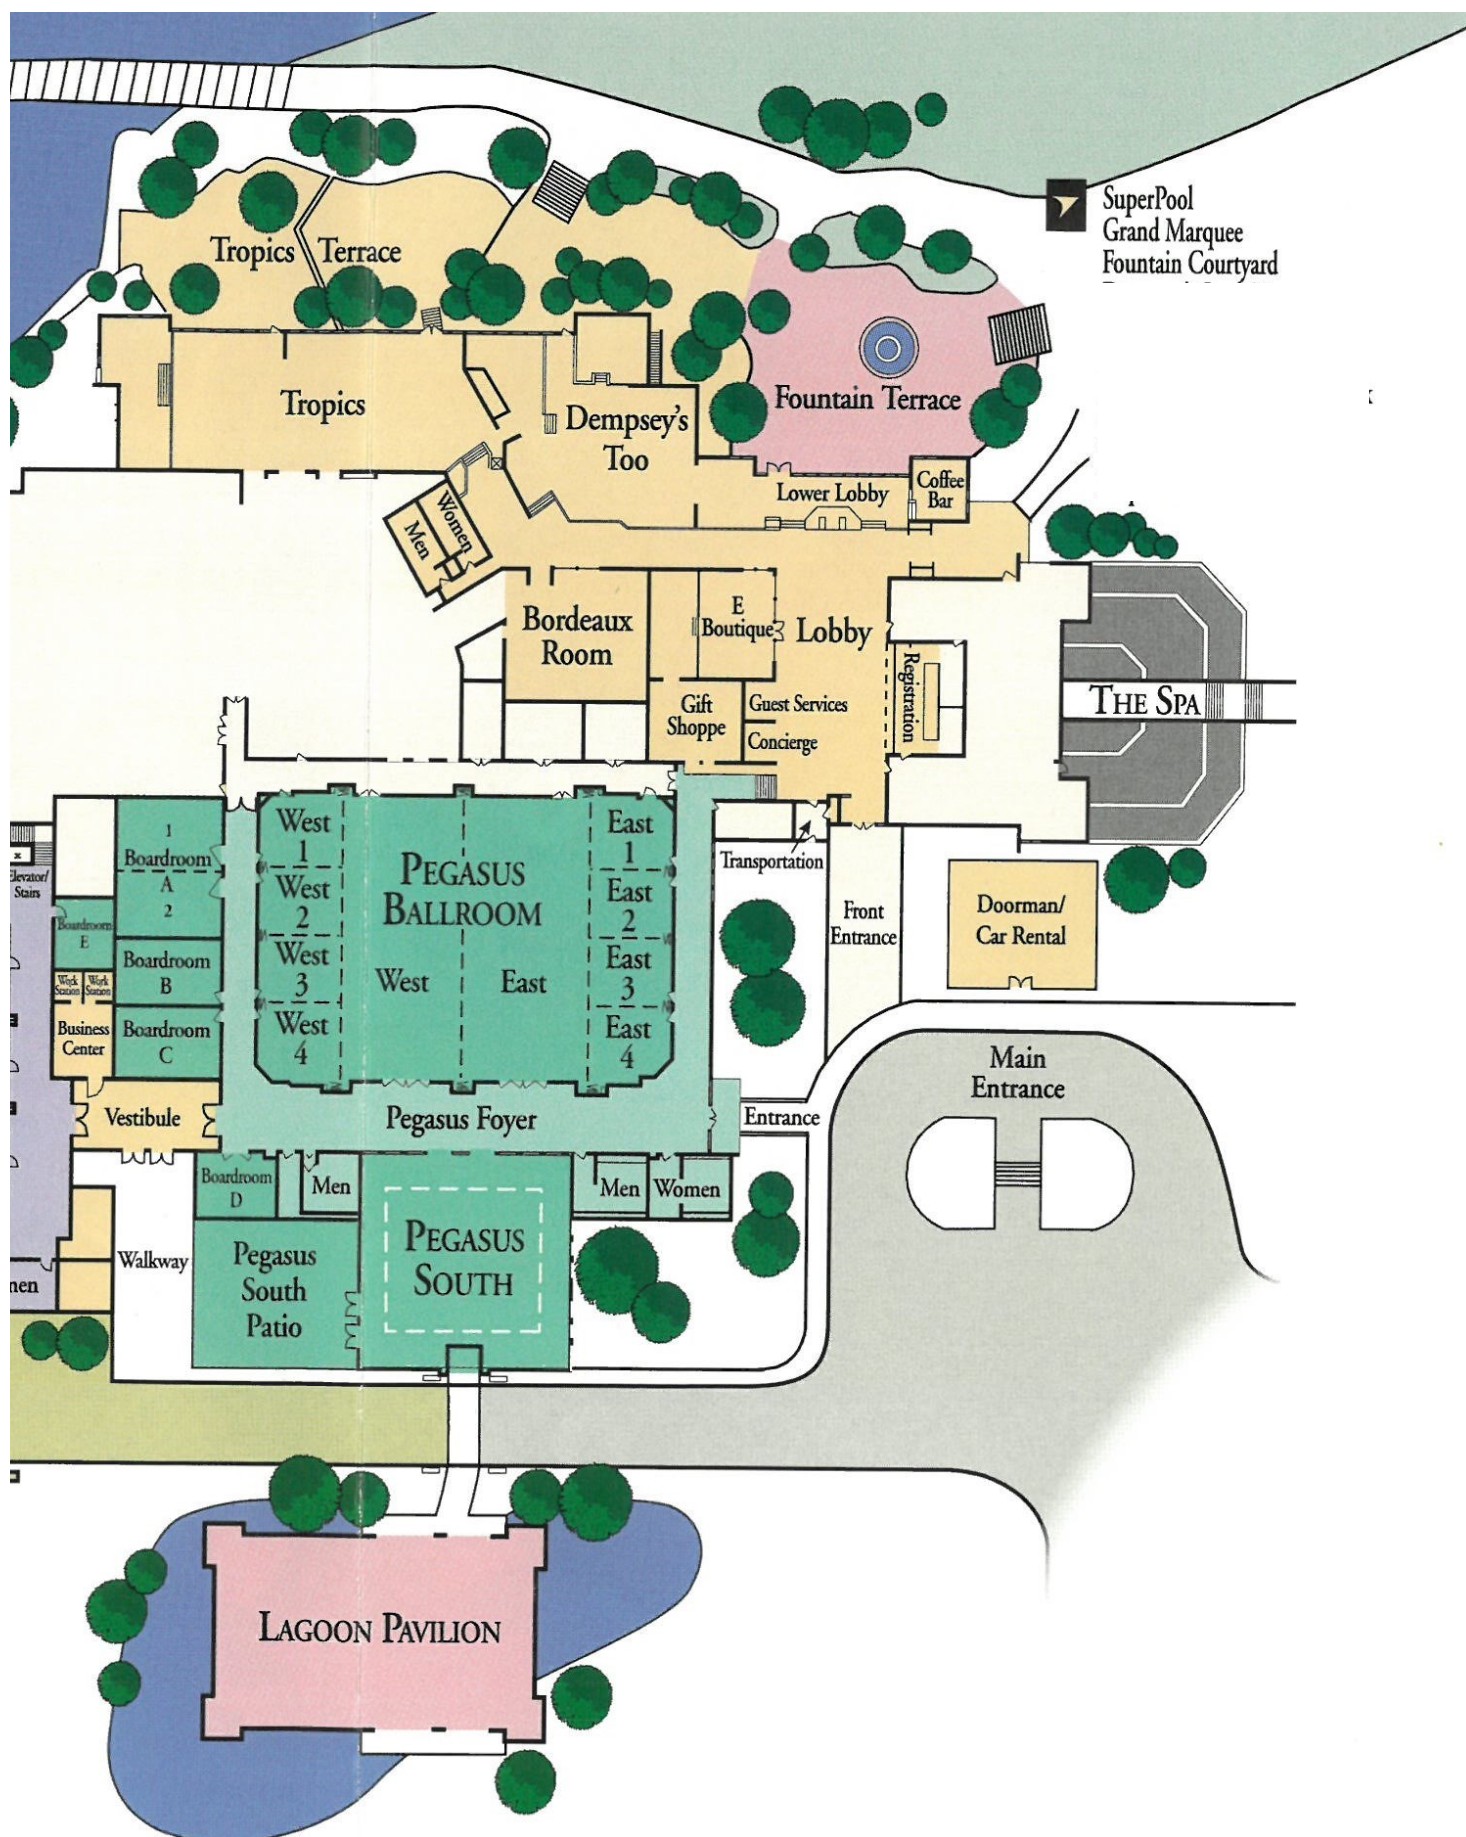 SuperPool
Grand Marquee
Fountain Courtyard
Tropics
Terrace
Fountain Terrace
Tropics
Dempsey's
Too
Lower Lobby
Coffee
Bar
Women
Men
Bordeaux
Room
E
Boutique
Lobby
Registration
THE SPA
Gift
Shoppe
Guest Services
Concierge
1
Boardroom
A
2
West
1
West
2
West
3
West
4
PEGASUS
BALLROOM
West
East
East
1
East
2
East
3
East
4
Transportation
Front
Entrance
Doorman/
Car Rental
Elevator/
Stairs
Boardroom
E
Boardroom
B
Work
Station
Work
Station
Business
Center
Boardroom
C
Main
Entrance
Vestibule
Pegasus Foyer
Entrance
Boardroom
D
Men
Men
Women
Walkway
Pegasus
South
Patio
PEGASUS
SOUTH
LAGOON PAVILION